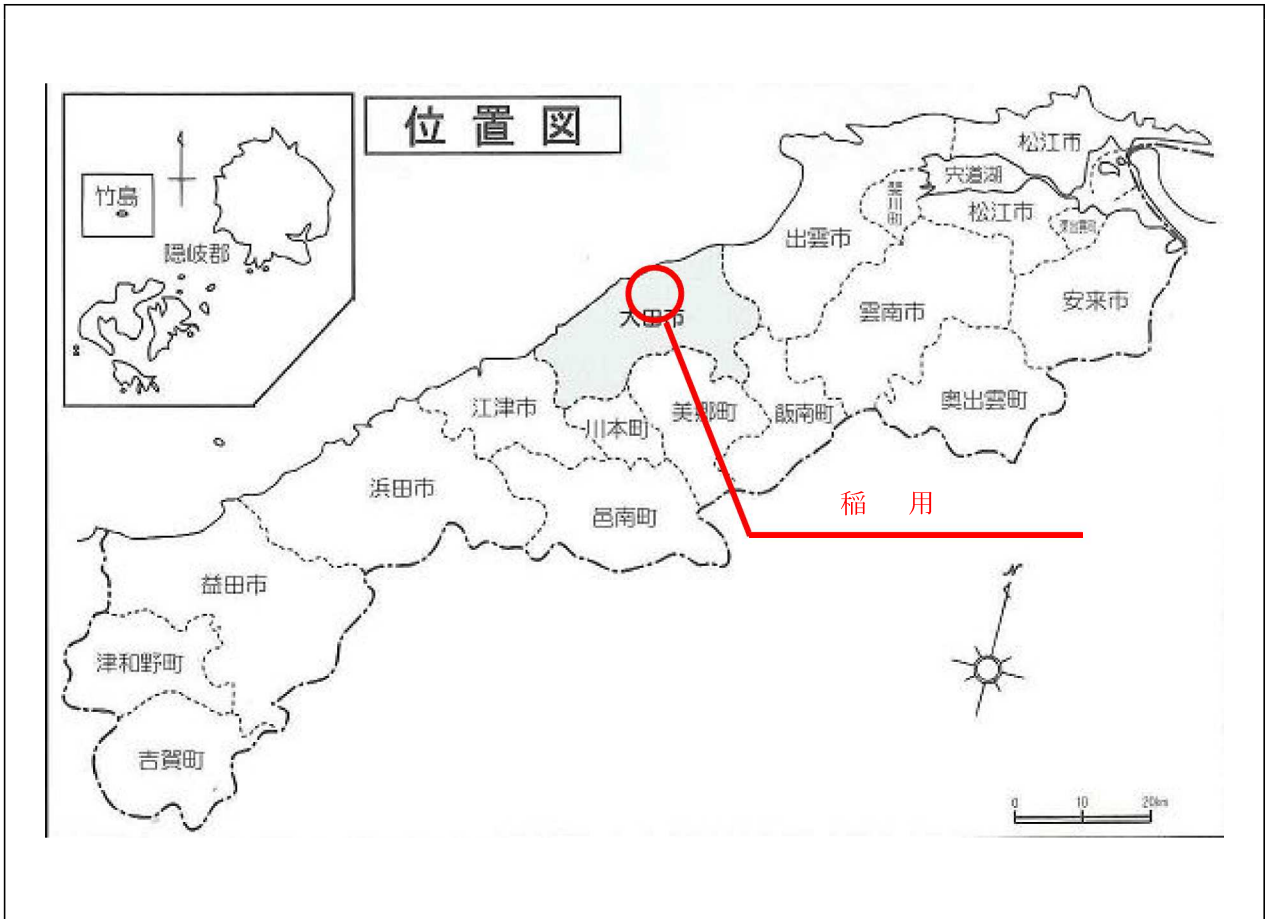 位置図
竹島
隠岐郡
松江市
宍道湖
斐川町
松江市
東出雲町
出雲市
安来市
雲南市
大田市
奥出雲町
江津市
川本町
美郷町
飯南町
浜田市
邑南町
稲用
益田市
津和野町
吉賀町
N
0 10 20km